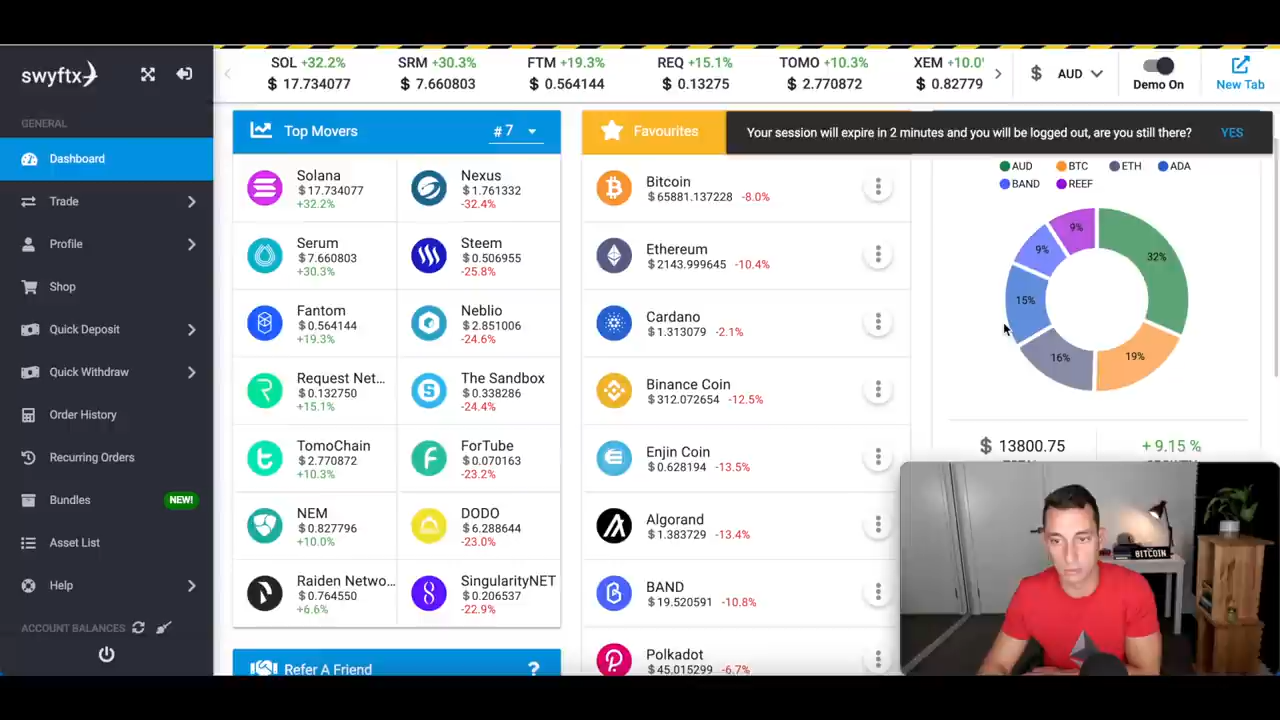 swyftx
SOL +32.2%
$ 17.734077
SRM +30.3%
$ 7.660803
FTM +19.3%
$ 0.564144
REQ +15.1%
$ 0.13275
TOMO +10.3%
$ 2.770872
XEM +10.0
$ 0.82779
$ AUD
Demo On
New Tab
GENERAL
Dashboard
Trade
Profile
Shop
Quick Deposit
Quick Withdraw
Order History
Recurring Orders
Bundles NEW!
Asset List
Help
ACCOUNT BALANCES
Top Movers
# 7
Solana
$ 17.734077
+32.2%
Nexus
$ 1.761332
-32.4%
Serum
$ 7.660803
+30.3%
Steem
$ 0.506955
-25.8%
Fantom
$ 0.564144
+19.3%
Neblio
$ 2.851006
-24.6%
Request Net...
$ 0.132750
+15.1%
The Sandbox
$ 0.338286
-24.4%
TomoChain
$ 2.770872
+10.3%
ForTube
$ 0.070163
-23.2%
NEM
$ 0.827796
+10.0%
DODO
$ 6.288644
-23.0%
Raiden Netwo...
$ 0.764550
+6.6%
SingularityNET
$ 0.206537
-22.9%
Refer A Friend ?
Favourites
Your session will expire in 2 minutes and you will be logged out, are you still there? YES
Bitcoin
$ 65881.137228 -8.0%
Ethereum
$ 2143.999645 -10.4%
Cardano
$ 1.313079 -2.1%
Binance Coin
$ 312.072654 -12.5%
Enjin Coin
$ 0.628194 -13.5%
Algorand
$ 1.383729 -13.4%
BAND
$ 19.520591 -10.8%
Polkadot
$ 45.015299 -6.7%
AUD BTC ETH ADA
BAND REEF
9%
32%
9%
15%
16%
19%
$ 13800.75
+ 9.15 %
BITCOIN